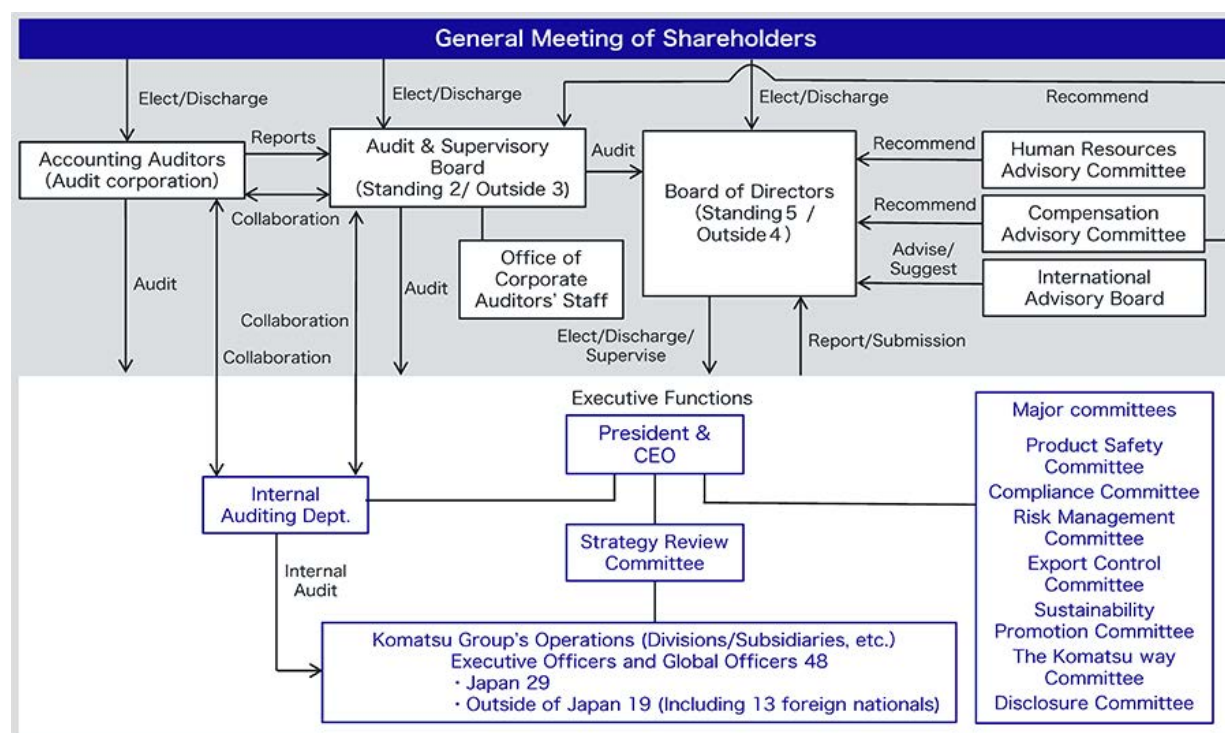 General Meeting of Shareholders
Elect/Discharge
Elect/Discharge
Elect/Discharge
Recommend
Reports
Accounting Auditors
(Audit corporation)
Collaboration
Audit & Supervisory
Board
(Standing 2/ Outside 3)
Audit
Board of Directors
(Standing 5 /
Outside 4)
Recommend
Human Resources
Advisory Committee
Recommend
Compensation
Advisory Committee
Advise/
Suggest
International
Advisory Board
Audit
Office of
Corporate
Auditors' Staff
Audit
Collaboration
Collaboration
Elect/Discharge/
Supervise
Report/Submission
Executive Functions
President &
CEO
Internal
Auditing Dept.
Strategy Review
Committee
Internal
Audit
Komatsu Group's Operations (Divisions/Subsidiaries, etc.)
Executive Officers and Global Officers 48
・Japan 29
・Outside of Japan 19 (Including 13 foreign nationals)
Major committees
Product Safety
Committee
Compliance Committee
Risk Management
Committee
Export Control
Committee
Sustainability
Promotion Committee
The Komatsu way
Committee
Disclosure Committee